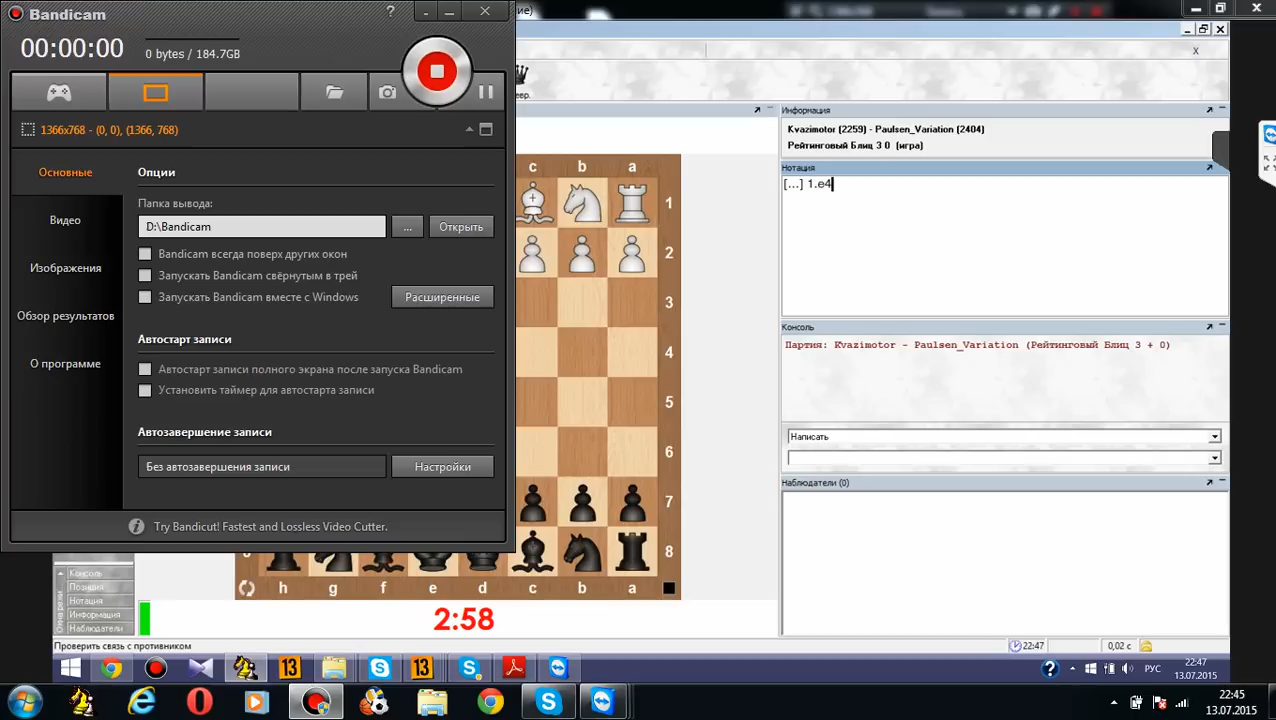 Bandicam
?
00:00:00
0 bytes / 184.7GB
1366x768 - (0, 0), (1366, 768)
Основные
Видео
Изображения
Обзор результатов
О программе
Опции
Папка вывода:
D:\Bandicam
...
Открыть
Bandicam всегда поверх других окон
Запускать Bandicam свёрнутым в трей
Запускать Bandicam вместе с Windows
Расширенные
Автостарт записи
Автостарт записи полного экрана после запуска Bandicam
Установить таймер для автостарта записи
Автозавершение записи
Без автозавершения записи
Настройки
Try Bandicut! Fastest and Lossless Video Cutter.
c b a
1
2
3
4
5
6
7
8
h g f e d c b a
2:58
Информация
Kvazimotor (2259) - Paulsen_Variation (2404)
Рейтинговый Блиц 3 0 (игра)
Нотация
[...] 1.e4
Консоль
Партия: Kvazimotor - Paulsen_Variation (Рейтинговый Блиц 3 + 0)
Написать
Наблюдатели (0)
Консоль
Позиция
Нотация
Информация
Наблюдатели
Проверить связь с противником
22:47
0,02 с
13
13
РУС
22:47
13.07.2015
22:45
13.07.2015